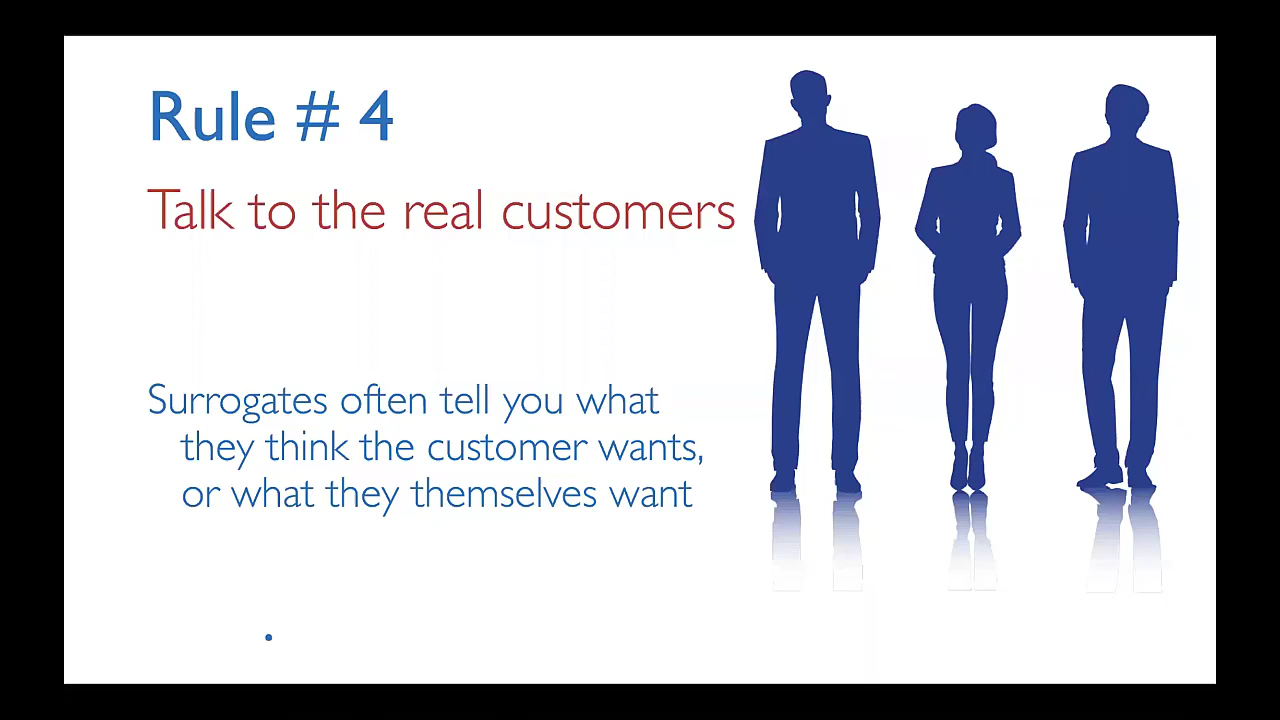 Rule # 4
Talk to the real customers
Surrogates often tell you what
they think the customer wants,
or what they themselves want